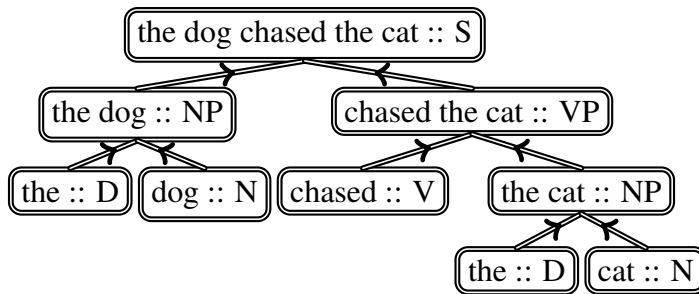 the dog chased the cat :: S
the dog :: NP
chased the cat :: VP
the :: D
dog :: N
chased :: V
the cat :: NP
the :: D
cat :: N